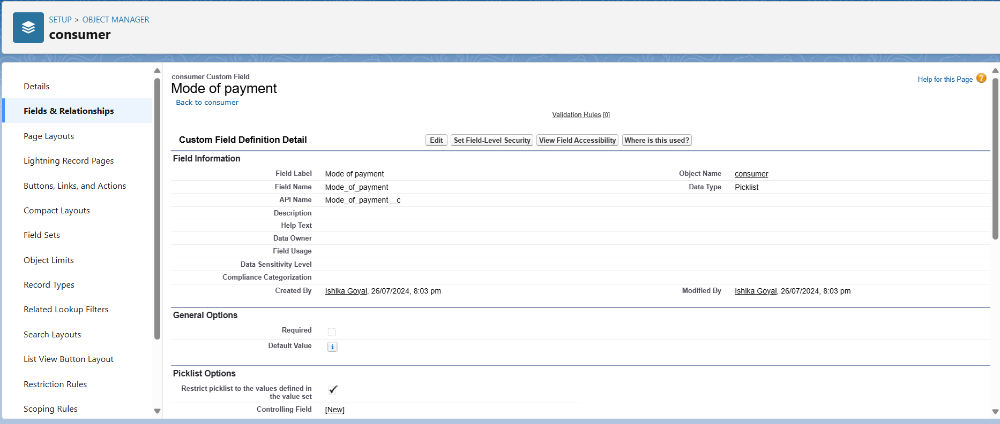 SETUP > OBJECT MANAGER
consumer
Details
Fields & Relationships
Page Layouts
Lightning Record Pages
Buttons, Links, and Actions
Compact Layouts
Field Sets
Object Limits
Record Types
Related Lookup Filters
Search Layouts
List View Button Layout
Restriction Rules
Scoping Rules
consumer Custom Field
Mode of payment
Back to consumer
Help for this Page ?
Validation Rules [0]
Custom Field Definition Detail
Edit Set Field-Level Security View Field Accessibility Where is this used?
Field Information
Field Label Mode of payment Object Name consumer
Field Name Mode_of_payment Data Type Picklist
API Name Mode_of_payment__c
Description
Help Text
Data Owner
Field Usage
Data Sensitivity Level
Compliance Categorization
Created By Ishika Goyal, 26/07/2024, 8:03 pm Modified By Ishika Goyal, 26/07/2024, 8:03 pm
General Options
Required
Default Value i
Picklist Options
Restrict picklist to the values defined in
the value set
Controlling Field [New]